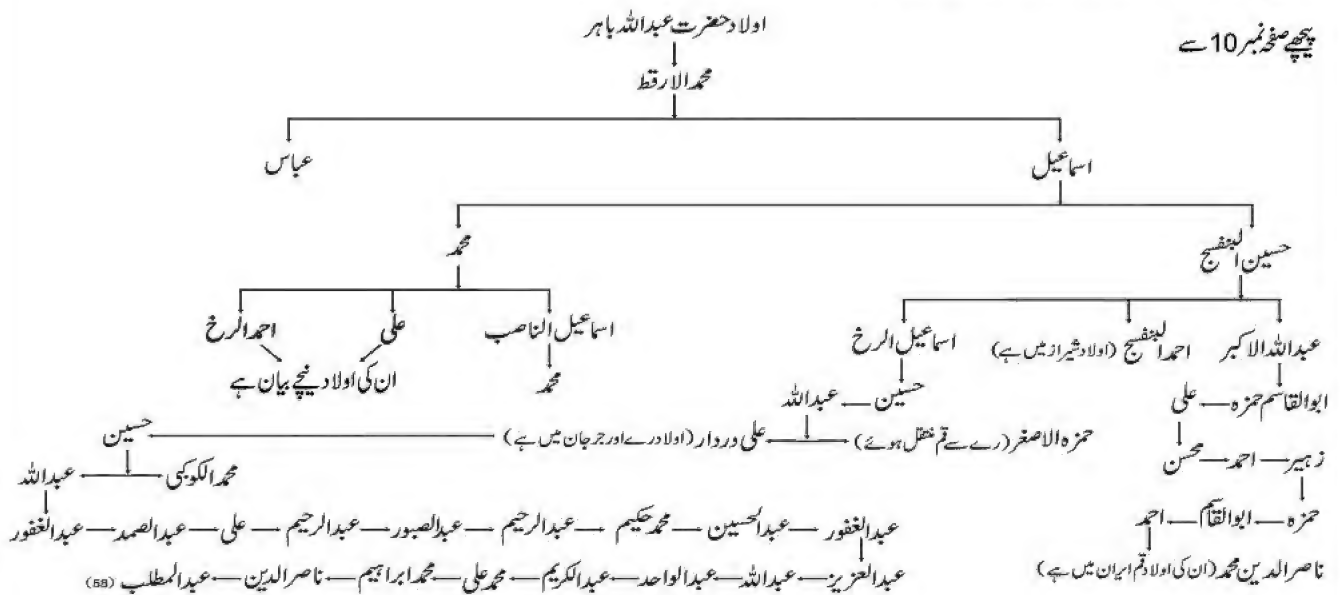 پیچھے صفحہ نمبر 10 سے
اولاد حضرت عبداللہ باہر
محمد الارقط
اسماعیل عباس
حسین البنفسج محمد
عبداللہ الاکبر احمد البنفسج (اولاد شیراز میں ہے) اسماعیل الرخ اسماعیل الناصب علی احمد الرخ
ابوالقاسم حمزہ علی حسین عبداللہ محمد ان کی اولاد نیچے بیان ہے
زہیر احمد محسن حمزہ الاصغر (رے سے قم منتقل ہوئے) علی وردار (اولاد رے اور جرجان میں ہے) حسین
محمد الکوکبی عبداللہ
حمزہ ابوالقاسم احمد عبدالغفور عبدالحسین محمد حکیم عبدالرحیم عبدالصبور عبدالرحیم علی عبدالصمد عبدالغفور
ناصر الدین محمد (ان کی اولاد قم ایران میں ہے) عبدالعزیز عبداللہ عبدالواحد عبدالکریم محمد علی محمد ابراہیم ناصر الدین عبدالمطلب (58)